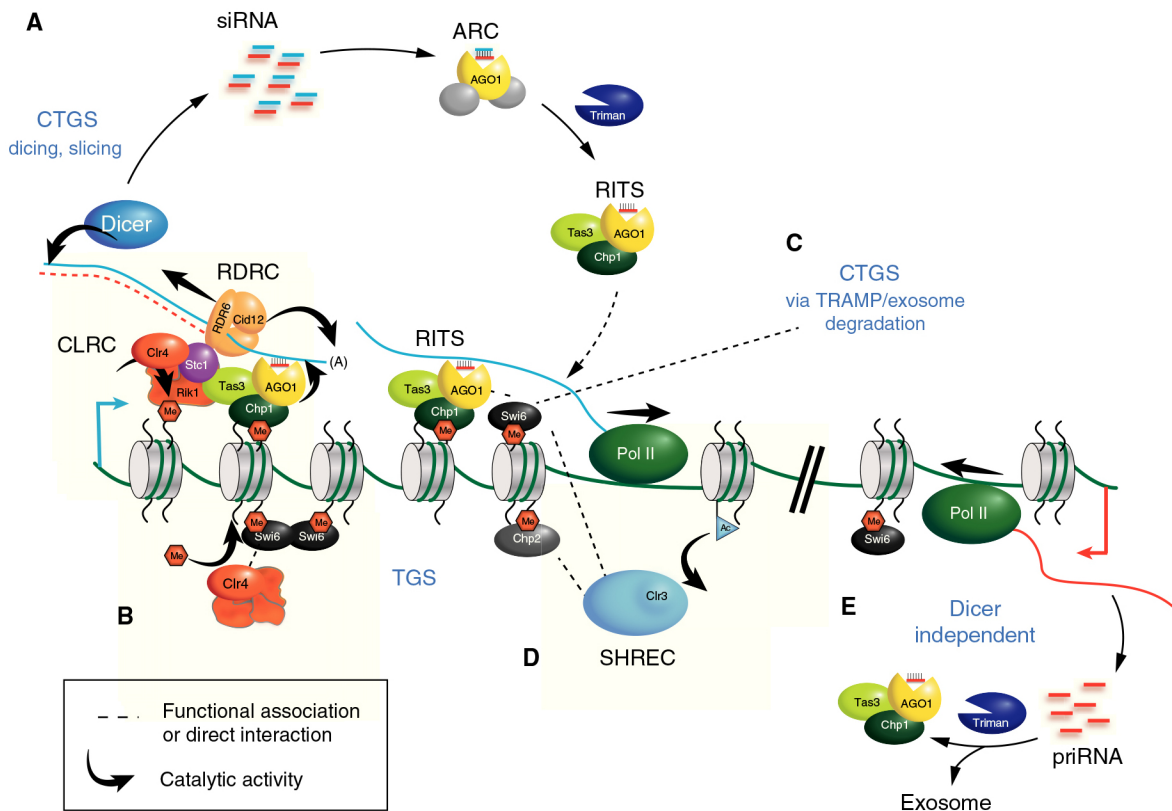 A
siRNA
ARC
AGO1
Triman
CTGS
dicing, slicing
Dicer
RITS
Tas3
AGO1
Chp1
C
CTGS
via TRAMP/exosome
degradation
RDRC
RDR6
Cid12
(A)
CLRC
Clr4
Stc1
Rik1
Tas3
AGO1
Chp1
Me
Me
RITS
Tas3
AGO1
Chp1
Me
Swi6
Me
Pol II
Me
Swi6
Me
Swi6
Me
Clr4
B
TGS
Me
Chp2
Ac
Clr3
SHREC
D
Me
Swi6
Pol II
E
Dicer
independent
Tas3
AGO1
Chp1
Triman
priRNA
Exosome
Functional association
or direct interaction
Catalytic activity